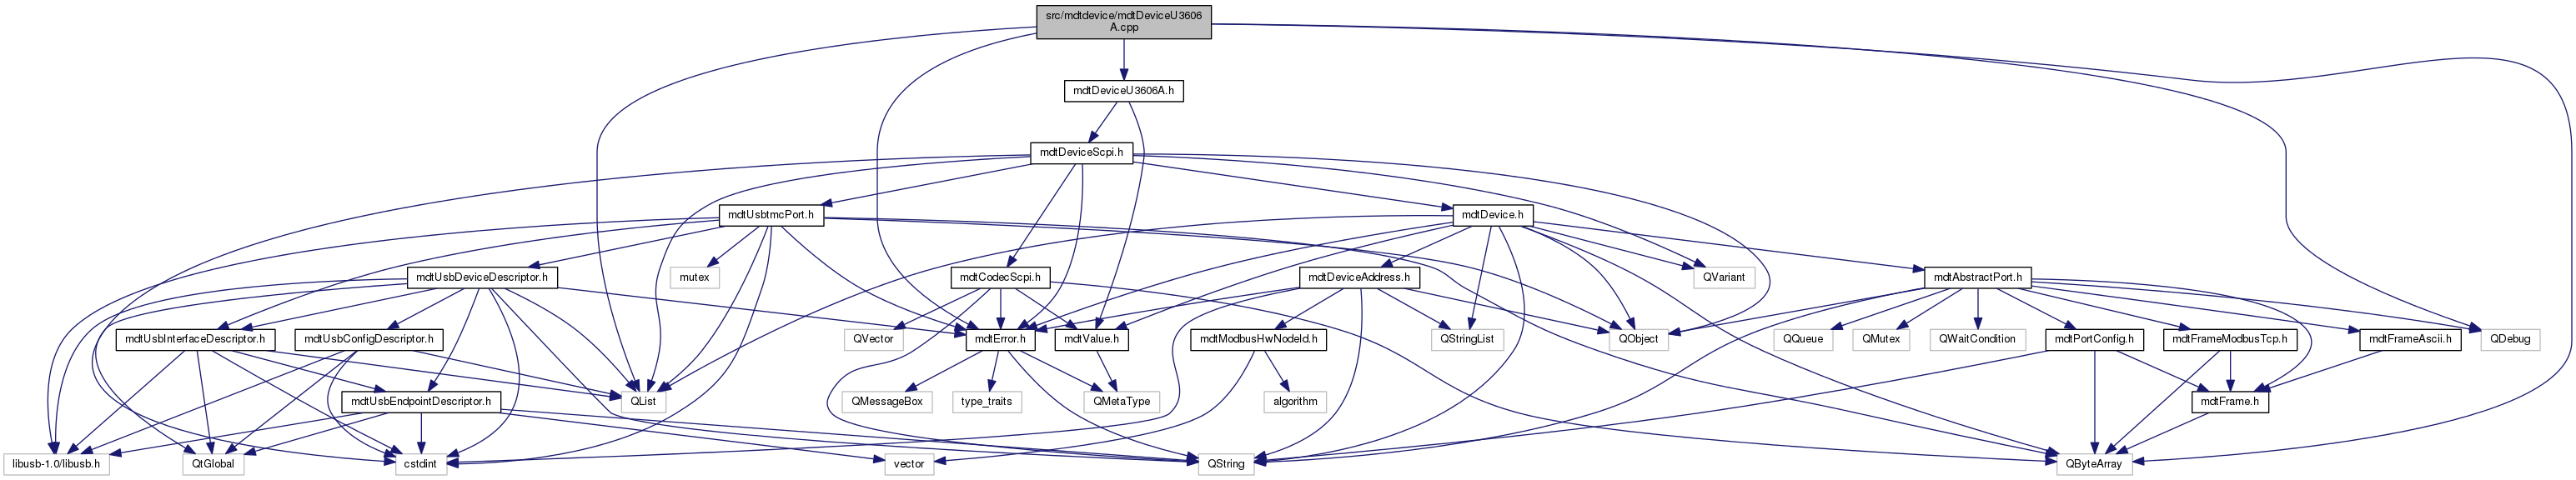 src/mdtdevice/mdtDeviceU3606
A.cpp
mdtDeviceU3606A.h
mdtDeviceScpi.h
mdtUsbtmcPort.h
mdtDevice.h
mdtUsbDeviceDescriptor.h
mutex
mdtCodecScpi.h
mdtDeviceAddress.h
QVariant
mdtAbstractPort.h
mdtUsbInterfaceDescriptor.h
mdtUsbConfigDescriptor.h
QVector
mdtError.h
mdtValue.h
mdtModbusHwNodeId.h
QStringList
QObject
QQueue
QMutex
QWaitCondition
mdtPortConfig.h
mdtFrameModbusTcp.h
mdtFrameAscii.h
QDebug
mdtUsbEndpointDescriptor.h
QList
QMessageBox
type_traits
QMetaType
algorithm
mdtFrame.h
libusb-1.0/libusb.h
QtGlobal
cstdint
vector
QString
QByteArray